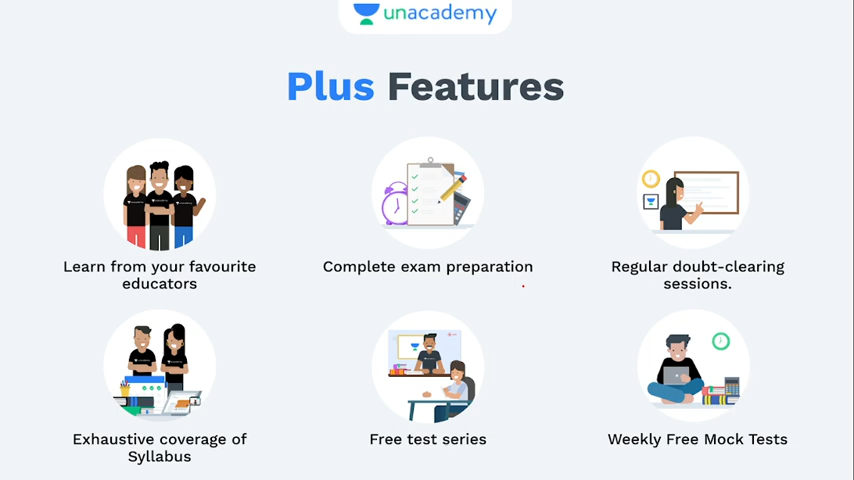 unacademy
Plus Features
Learn from your favourite
educators
Complete exam preparation
Regular doubt-clearing
sessions.
Exhaustive coverage of
Syllabus
Free test series
Weekly Free Mock Tests